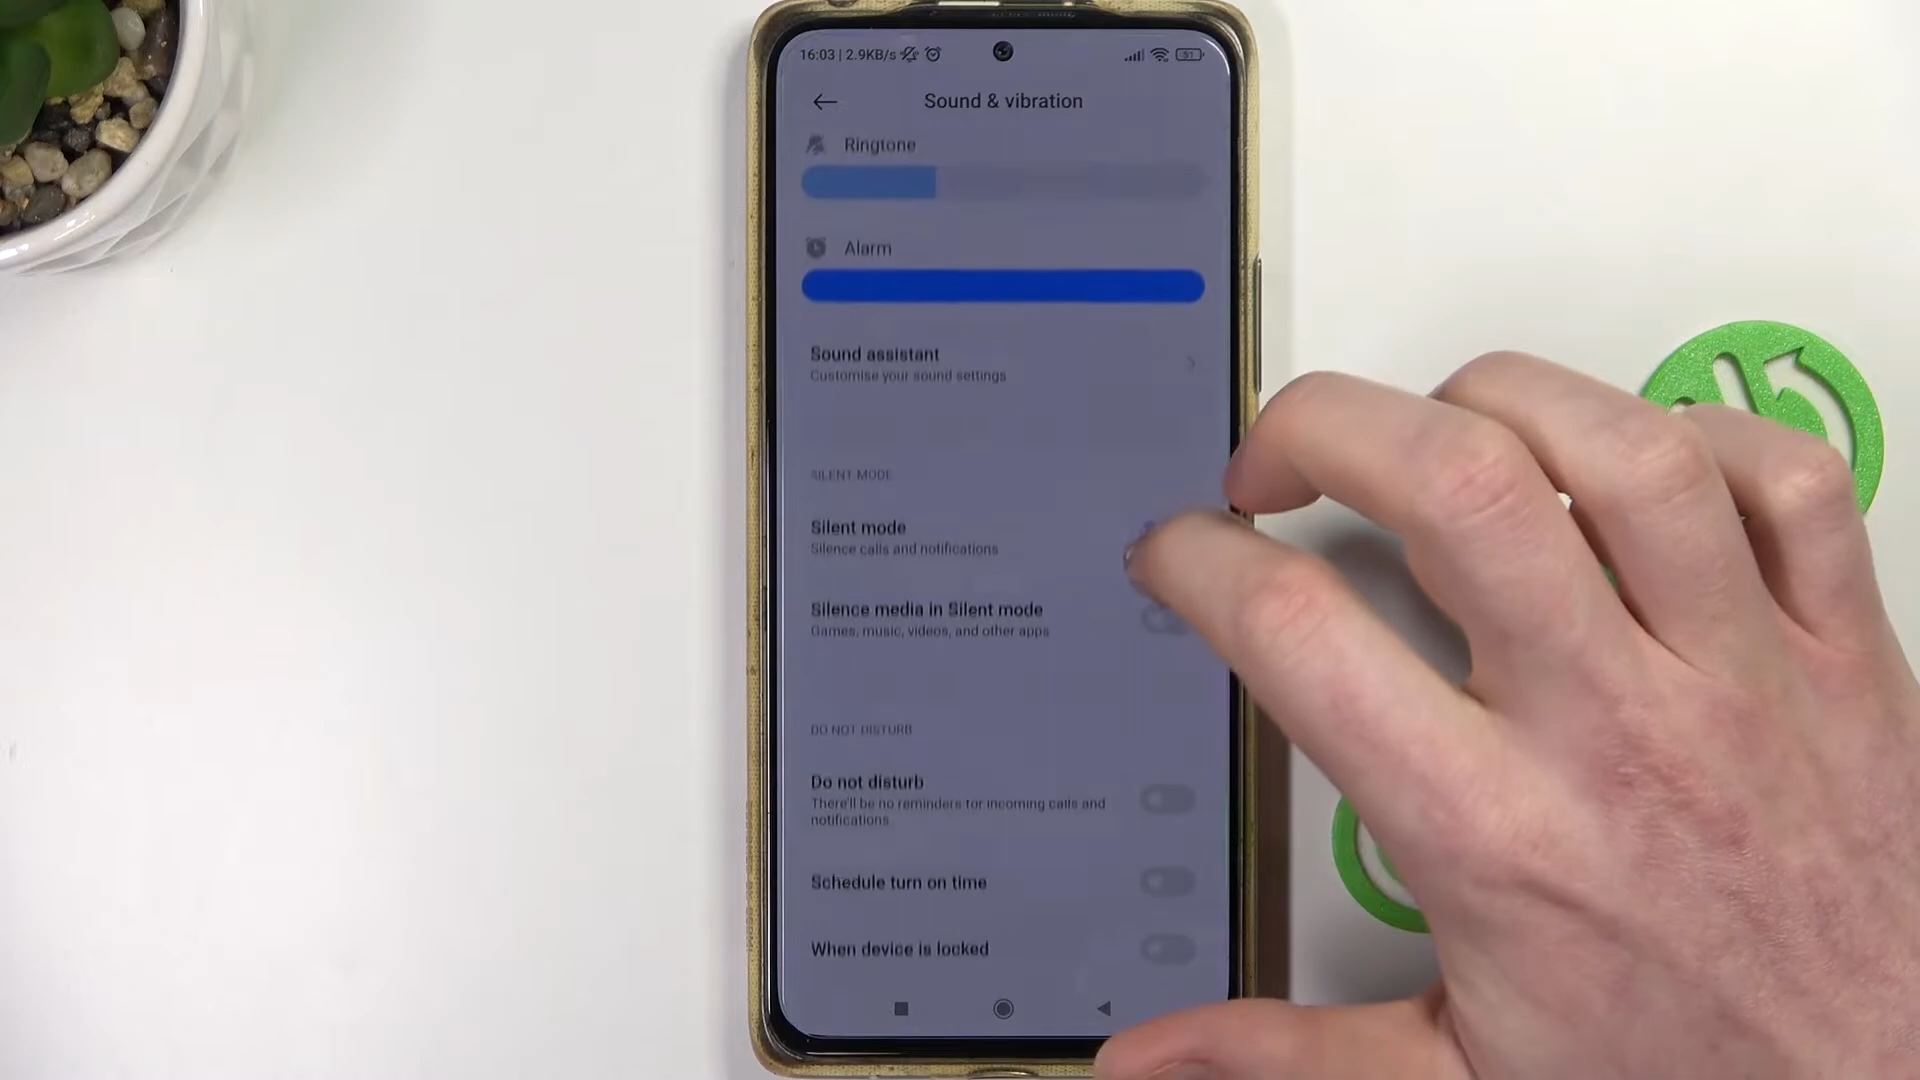 16:03 | 2.9KB/s 51
Sound & vibration
Ringtone
Alarm
Sound assistant
Customise your sound settings
SILENT MODE
Silent mode
Silence calls and notifications
Silence media in Silent mode
Games, music, videos, and other apps
DO NOT DISTURB
Do not disturb
There'll be no reminders for incoming calls and
notifications
Schedule turn on time
When device is locked